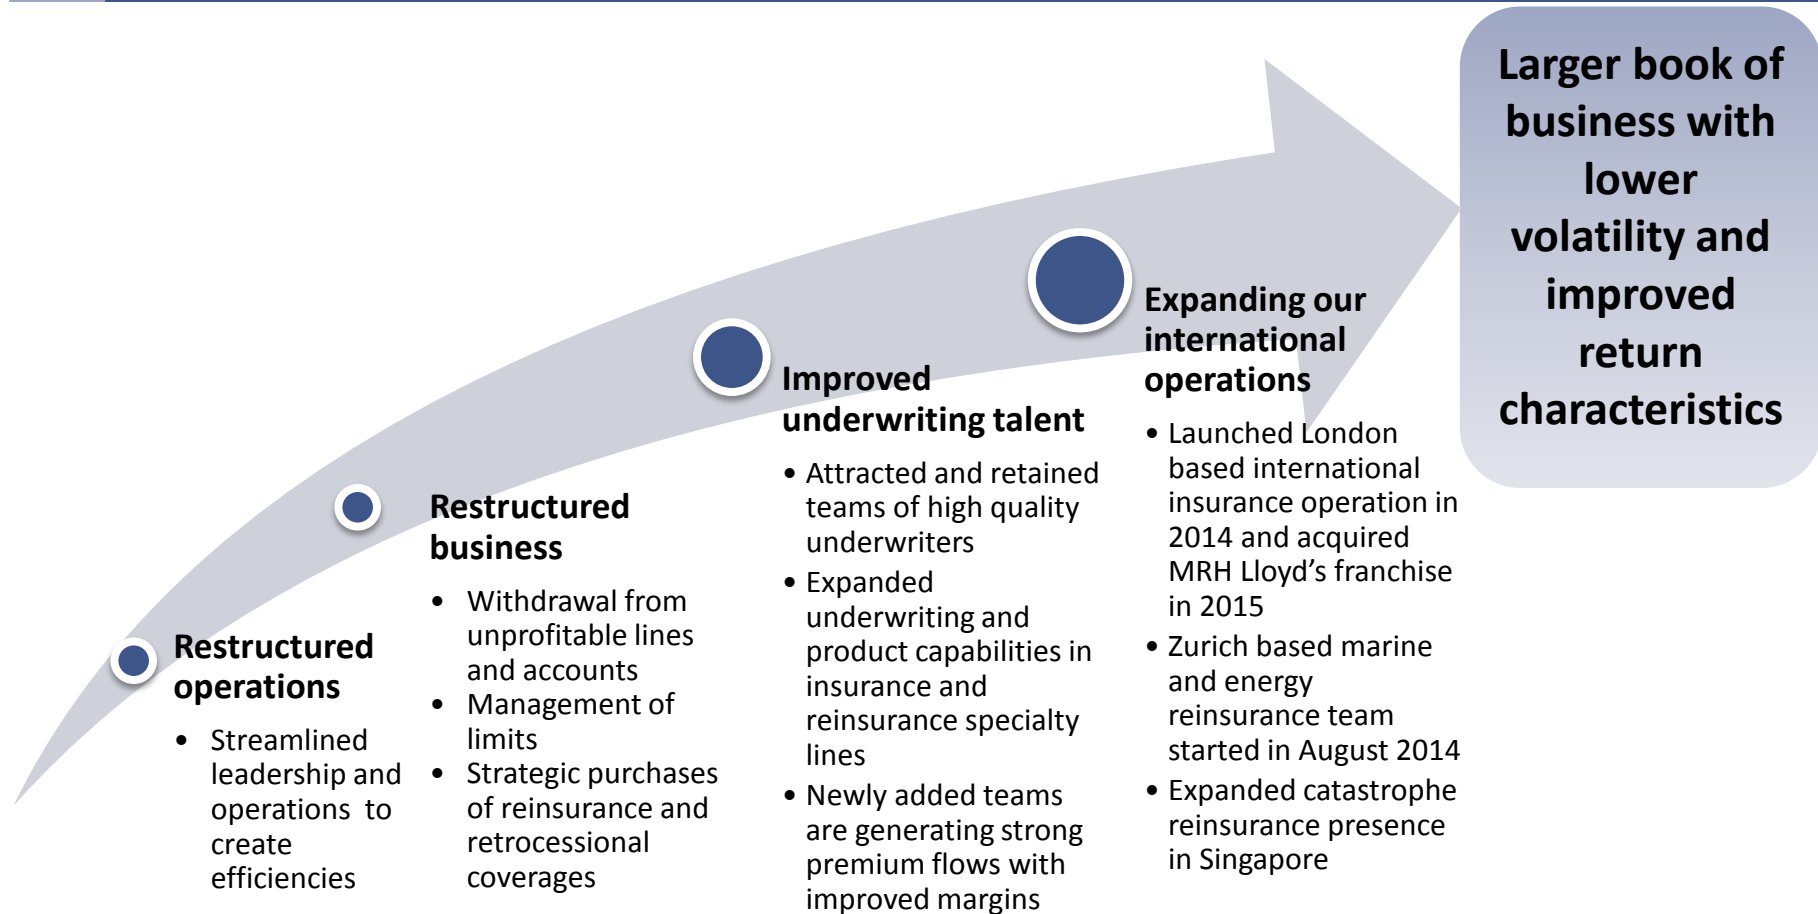 Restructured
operations
• Streamlined
leadership and
operations to
create
efficiencies
Restructured
business
• Withdrawal from
unprofitable lines
and accounts
• Management of
limits
• Strategic purchases
of reinsurance and
retrocessional
coverages
Improved
underwriting talent
• Attracted and retained
teams of high quality
underwriters
• Expanded
underwriting and
product capabilities in
insurance and
reinsurance specialty
lines
• Newly added teams
are generating strong
premium flows with
improved margins
Expanding our
international
operations
• Launched London
based international
insurance operation in
2014 and acquired
MRH Lloyd’s franchise
in 2015
• Zurich based marine
and energy
reinsurance team
started in August 2014
• Expanded catastrophe
reinsurance presence
in Singapore
Larger book of
business with
lower
volatility and
improved
return
characteristics